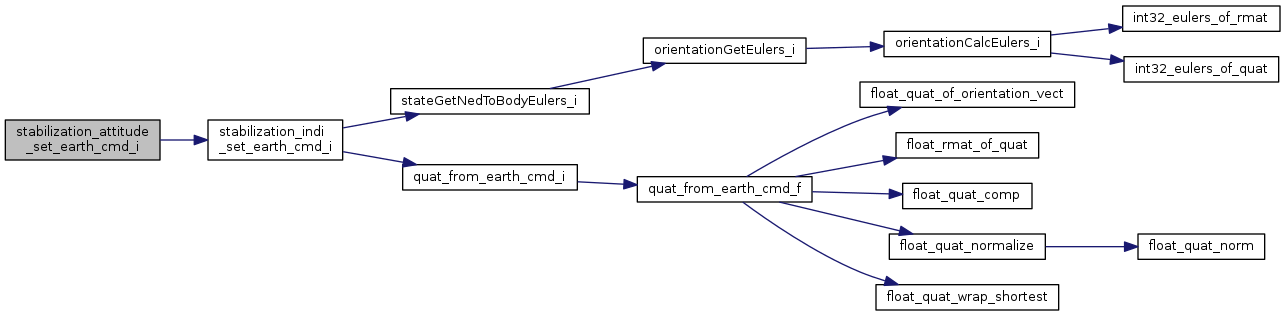 stabilization_attitude
_set_earth_cmd_i
stabilization_indi
_set_earth_cmd_i
stateGetNedToBodyEulers_i
orientationGetEulers_i
orientationCalcEulers_i
int32_eulers_of_rmat
int32_eulers_of_quat
quat_from_earth_cmd_i
quat_from_earth_cmd_f
float_quat_of_orientation_vect
float_rmat_of_quat
float_quat_comp
float_quat_normalize
float_quat_norm
float_quat_wrap_shortest